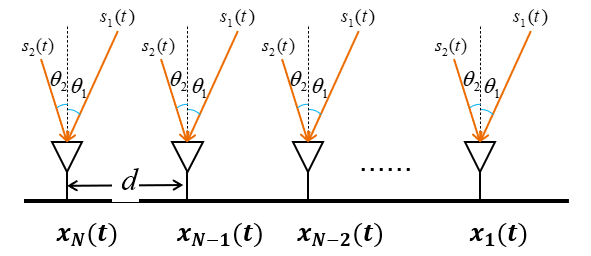 s₁(t) s₁(t) s₁(t) s₁(t)
s₂(t) s₂(t) s₂(t) s₂(t)
θ₂ θ₁ θ₂ θ₁ θ₂ θ₁ θ₂ θ₁
......
d
x_N(t) x_{N−1}(t) x_{N−2}(t) x₁(t)